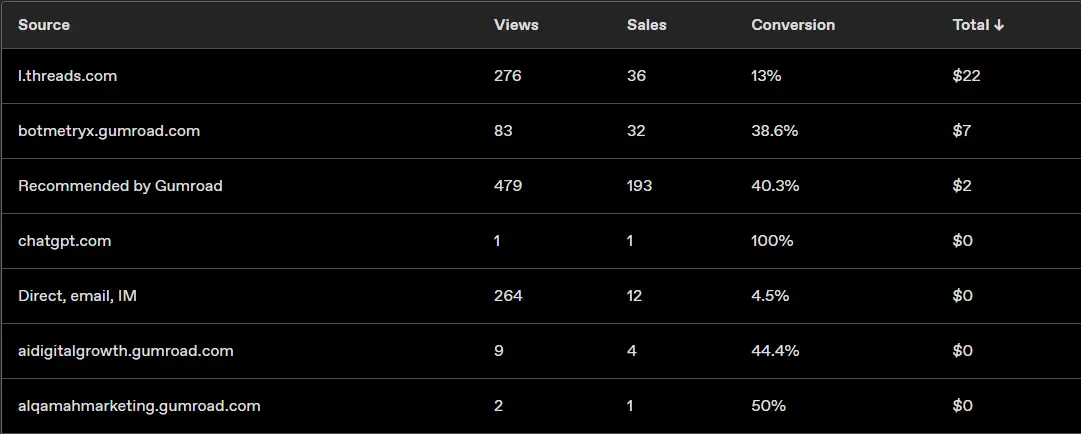 Source Views Sales Conversion Total ↓
l.threads.com 276 36 13% $22
botmetryx.gumroad.com 83 32 38.6% $7
Recommended by Gumroad 479 193 40.3% $2
chatgpt.com 1 1 100% $0
Direct, email, IM 264 12 4.5% $0
aidigitalgrowth.gumroad.com 9 4 44.4% $0
alqamahmarketing.gumroad.com 2 1 50% $0